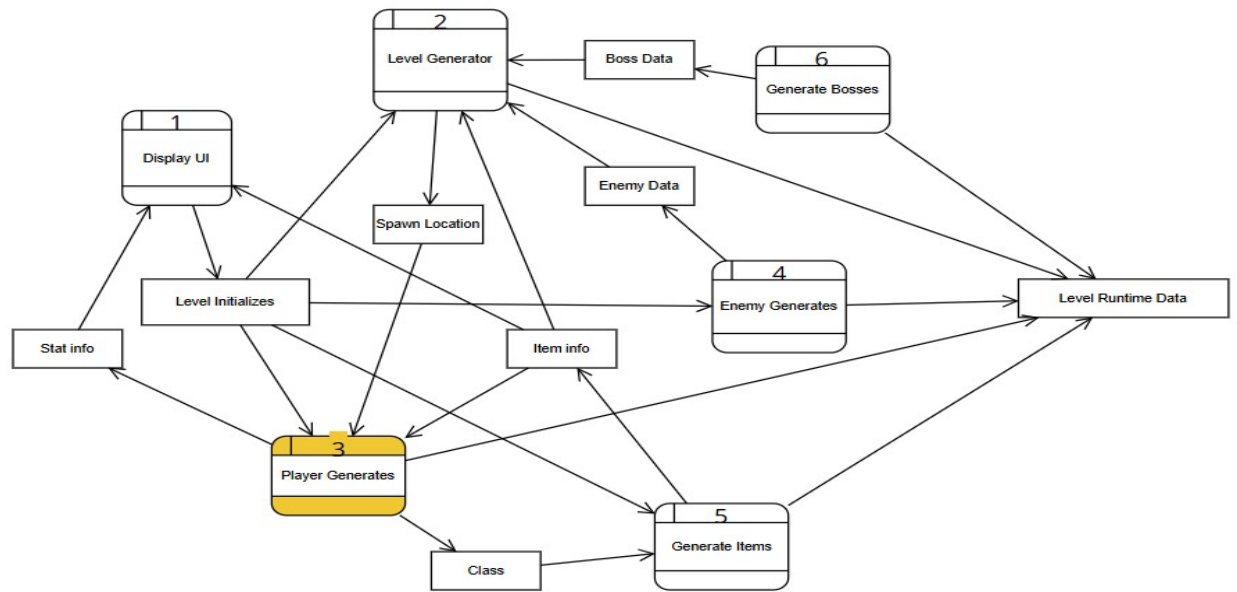 2
Level Generator
Boss Data
6
Generate Bosses
1
Display UI
Enemy Data
Spawn Location
4
Enemy Generates
Level Initializes
Level Runtime Data
Stat info
Item info
3
Player Generates
5
Generate Items
Class